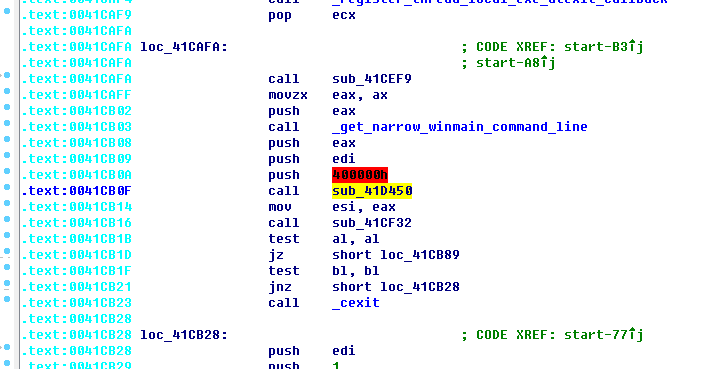 call _register_thread_local_exe_atexit_callback
.text:0041CAF9 pop ecx
.text:0041CAFA
.text:0041CAFA loc_41CAFA: ; CODE XREF: start-B3↑j
.text:0041CAFA ; start-A8↑j
.text:0041CAFA call sub_41CEF9
.text:0041CAFF movzx eax, ax
.text:0041CB02 push eax
.text:0041CB03 call _get_narrow_winmain_command_line
.text:0041CB08 push eax
.text:0041CB09 push edi
.text:0041CB0A push 400000h
.text:0041CB0F call sub_41D450
.text:0041CB14 mov esi, eax
.text:0041CB16 call sub_41CF32
.text:0041CB1B test al, al
.text:0041CB1D jz short loc_41CB89
.text:0041CB1F test bl, bl
.text:0041CB21 jnz short loc_41CB28
.text:0041CB23 call _cexit
.text:0041CB28
.text:0041CB28 loc_41CB28: ; CODE XREF: start-77↑j
.text:0041CB28 push edi
.text:0041CB29 push 1